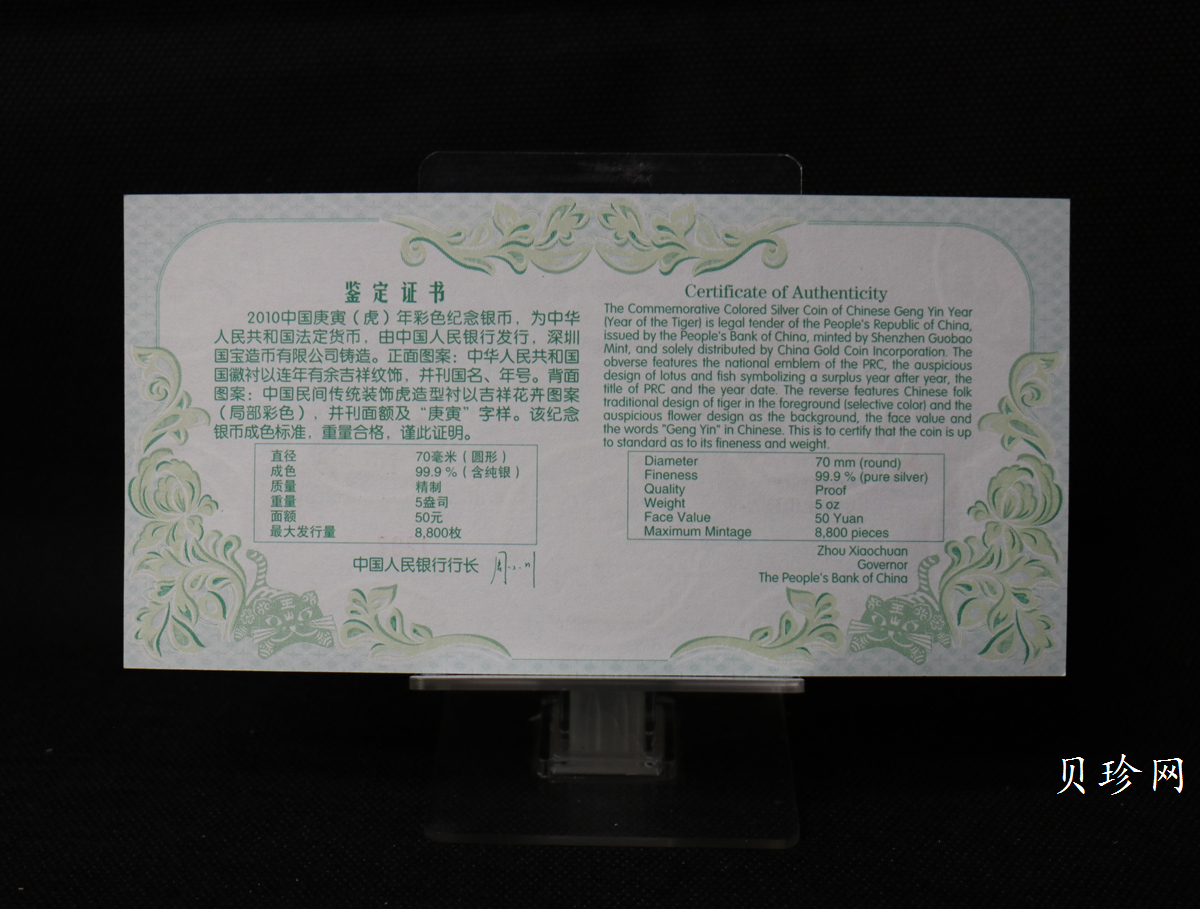 鉴定证书
2010中国庚寅（虎）年彩色纪念银币，为中华
人民共和国法定货币，由中国人民银行发行，深圳
国宝造币有限公司铸造。正面图案：中华人民共和国
国徽衬以连年有余吉祥纹饰，并刊国名、年号。背面
图案：中国民间传统装饰虎造型衬以吉祥花卉图案
（局部彩色），并刊面额及“庚寅”字样。该纪念
银币成色标准，重量合格，谨此证明。
直径 70毫米（圆形）
成色 99.9％（含纯银）
质量 精制
重量 5盎司
面额 50元
最大发行量 8,800枚
中国人民银行行长
Certificate of Authenticity
The Commemorative Colored Silver Coin of Chinese Geng Yin Year
(Year of the Tiger) is legal tender of the People's Republic of China,
issued by the People's Bank of China, minted by Shenzhen Guobao
Mint, and solely distributed by China Gold Coin Incorporation. The
obverse features the national emblem of the PRC, the auspicious
design of lotus and fish symbolizing a surplus year after year, the
title of PRC and the year date. The reverse features Chinese folk
traditional design of tiger in the foreground (selective color) and the
auspicious flower design as the background, the face value and
the words "Geng Yin" in Chinese. This is to certify that the coin is up
to standard as to its fineness and weight.
Diameter 70 mm (round)
Fineness 99.9 % (pure silver)
Quality Proof
Weight 5 oz
Face Value 50 Yuan
Maximum Mintage 8,800 pieces
Zhou Xiaochuan
Governor
The People's Bank of China
王
王
贝珍网